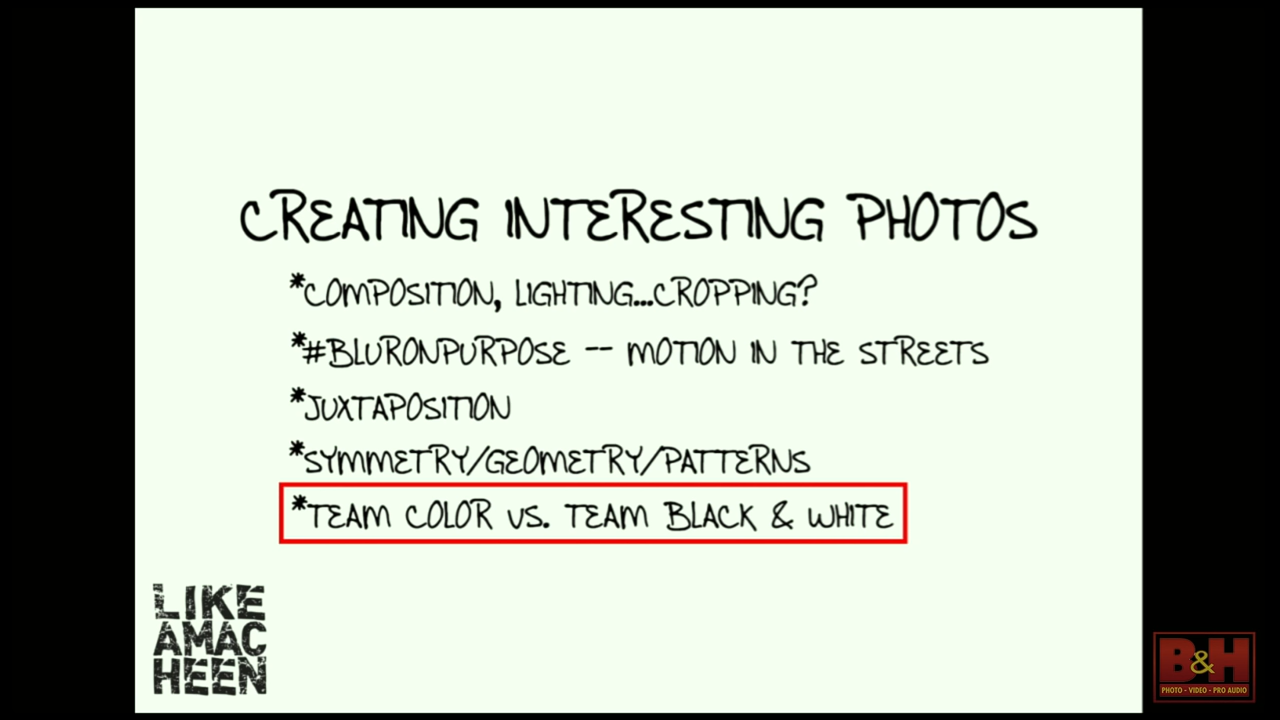 CREATING INTERESTING PHOTOS
*COMPOSITION, LIGHTING...CROPPING?
*#BLURONPURPOSE -- MOTION IN THE STREETS
*JUXTAPOSITION
*SYMMETRY/GEOMETRY/PATTERNS
*TEAM COLOR VS. TEAM BLACK & WHITE
LIKE
AMAC
HEEN
B&H
PHOTO - VIDEO - PRO AUDIO